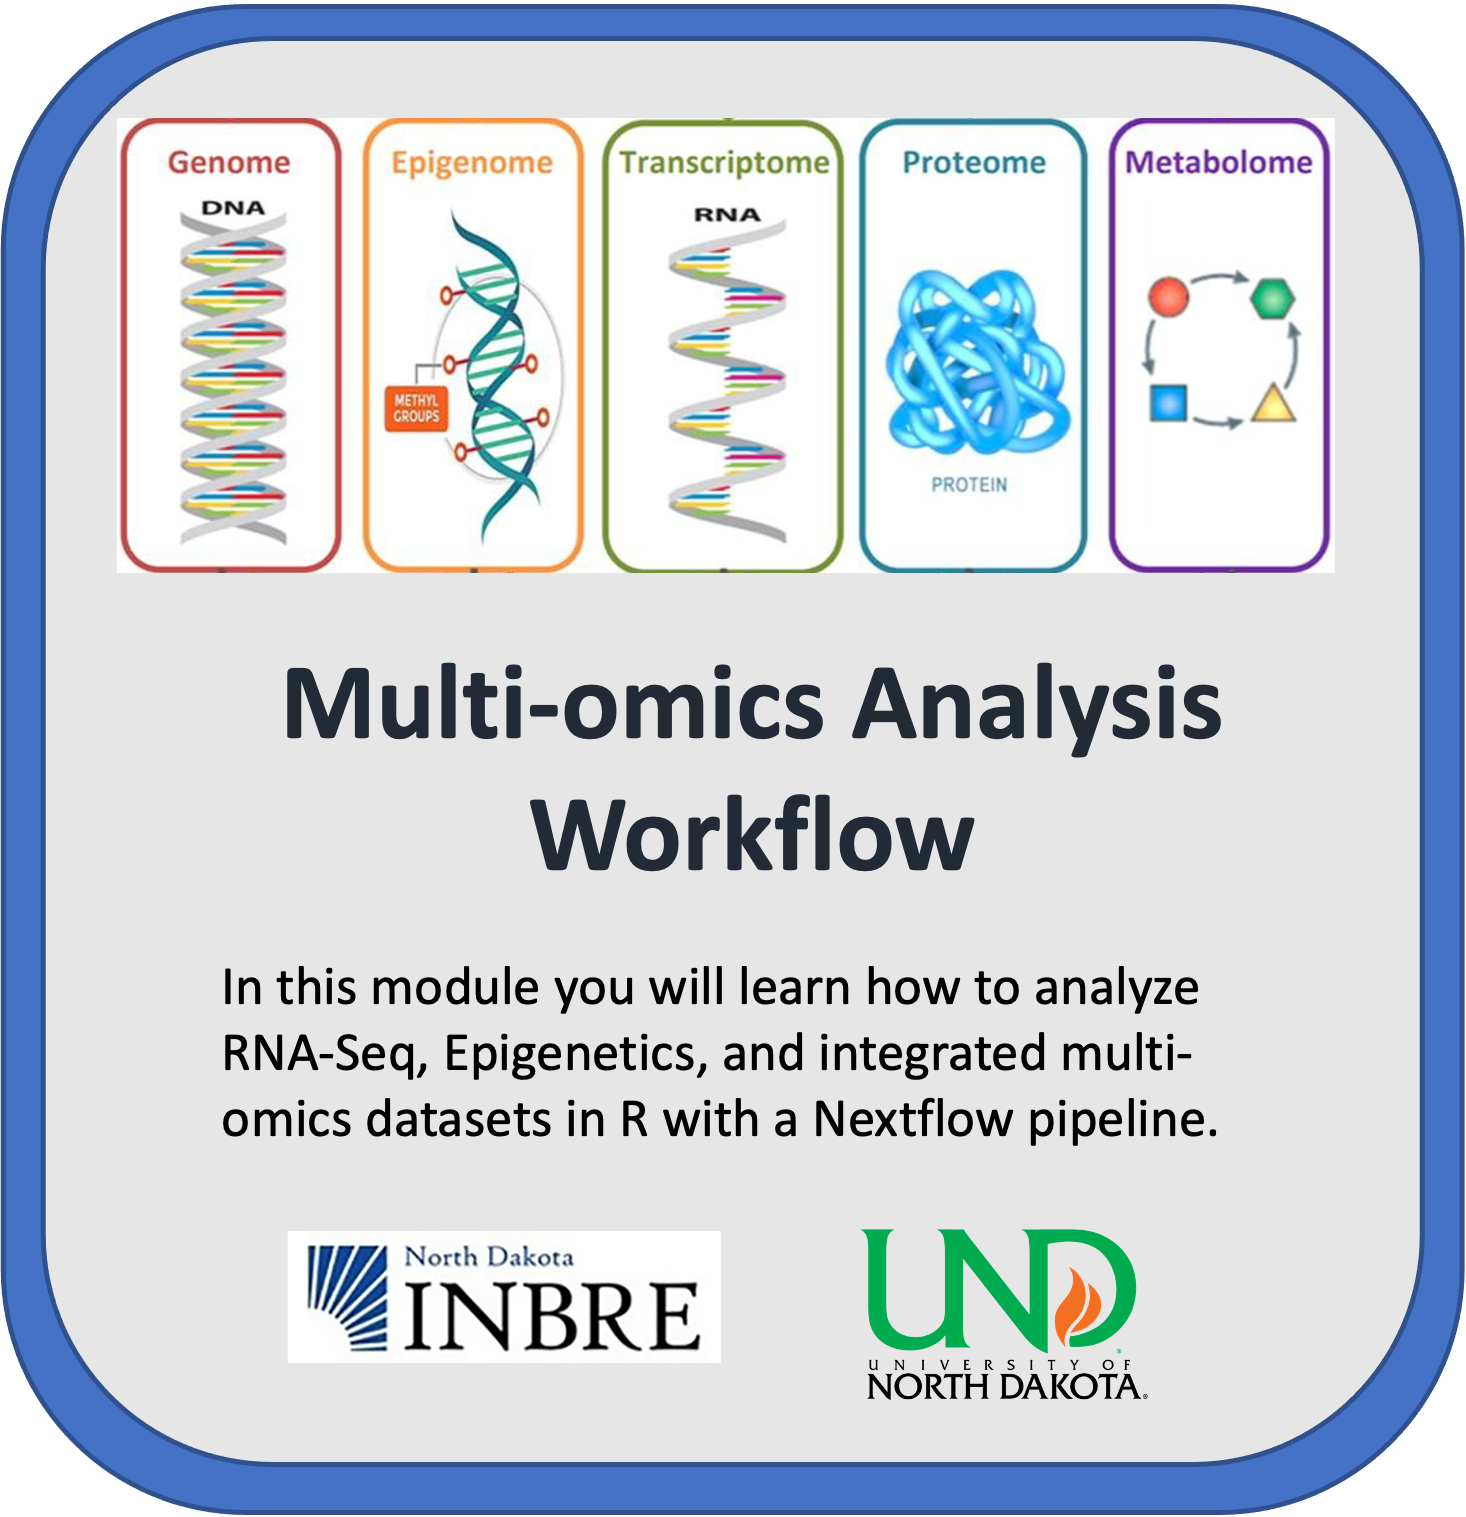 Genome
Epigenome
Transcriptome
Proteome
Metabolome
DNA
METHYL
GROUPS
RNA
PROTEIN
Multi-omics Analysis
Workflow
In this module you will learn how to analyze
RNA-Seq, Epigenetics, and integrated multi-
omics datasets in R with a Nextflow pipeline.
North Dakota
INBRE
UND
UNIVERSITY OF
NORTH DAKOTA